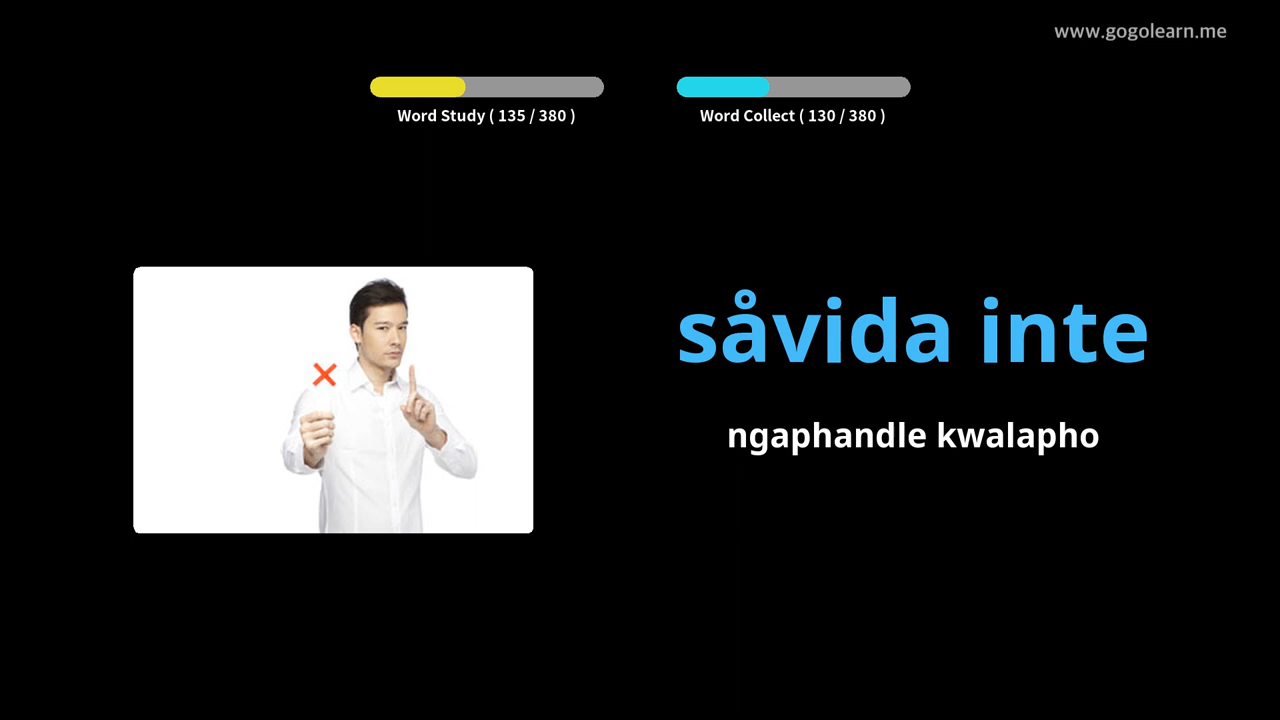 www.gogolearn.me
Word Study ( 135 / 380 )
Word Collect ( 130 / 380 )
såvida inte
ngaphandle kwalapho